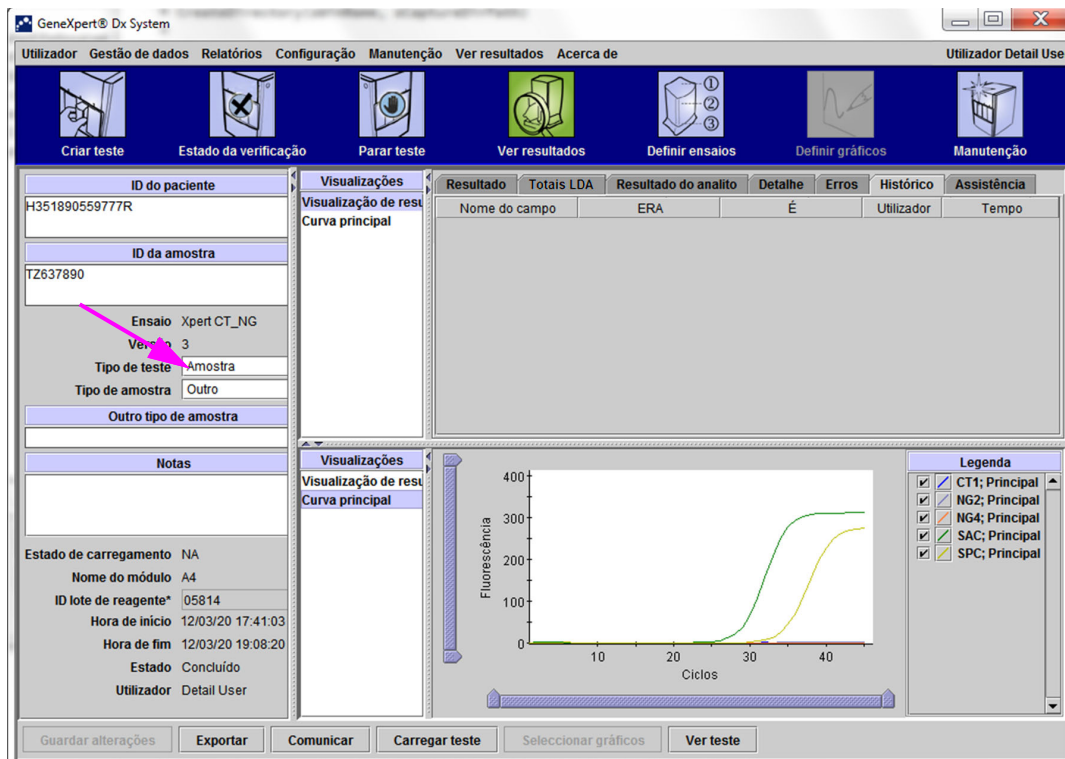 GeneXpert® Dx System
Utilizador Gestão de dados Relatórios Configuração Manutenção Ver resultados Acerca de Utilizador Detail Use
Criar teste Estado da verificação Parar teste Ver resultados Definir ensaios Definir gráficos Manutenção
ID do paciente
H351890559777R
ID da amostra
TZ637890
Ensaio Xpert CT_NG
3
Tipo de teste Amostra
Tipo de amostra Outro
Outro tipo de amostra
Notas
Estado de carregamento NA
Nome do módulo A4
ID lote de reagente* 05814
Hora de início 12/03/20 17:41:03
Hora de fim 12/03/20 19:08:20
Estado Concluído
Utilizador Detail User
Visualizações
Visualização de resu
Curva principal
Resultado Totais LDA Resultado do analito Detalhe Erros Histórico Assistência
Nome do campo ERA É Utilizador Tempo
Visualizações
Visualização de resu
Curva principal
400
300
200
100
0
Fluorescência
10 20 30 40
Ciclos
Legenda
CT1; Principal
NG2; Principal
NG4; Principal
SAC; Principal
SPC; Principal
Guardar alterações Exportar Comunicar Carregar teste Seleccionar gráficos Ver teste